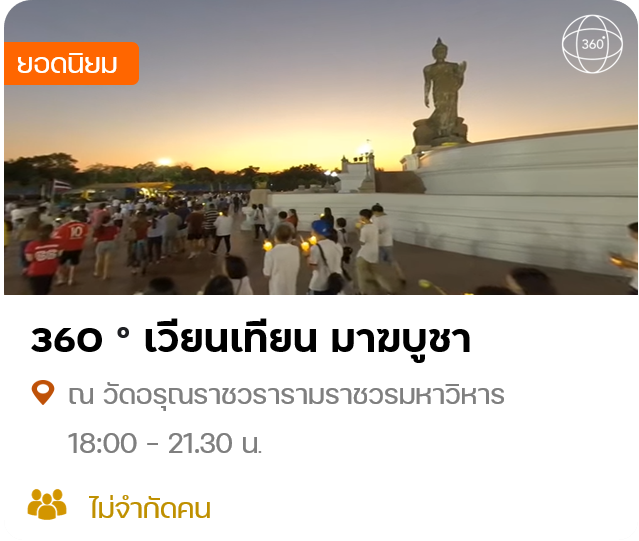 ยอดนิยม
360°
360 ° เวียนเทียน มาฆบูชา
ณ วัดอรุณราชวรารามราชวรมหาวิหาร
18:00 - 21.30 น.
ไม่จำกัดคน